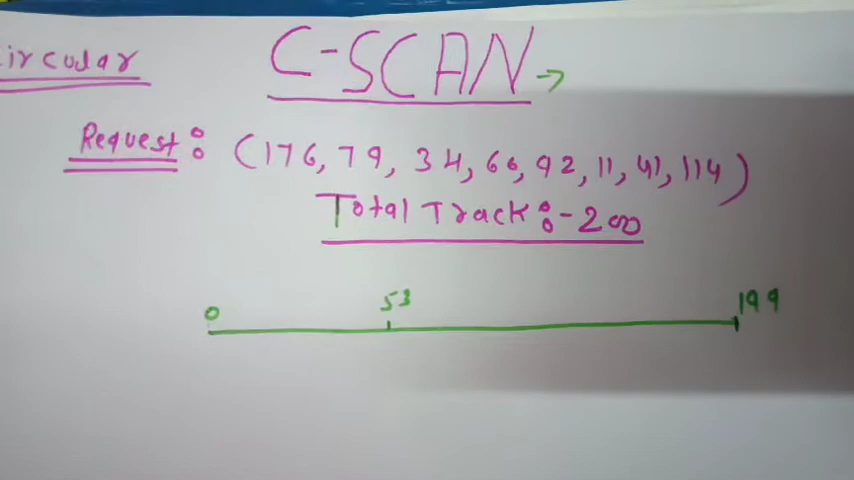 ircular
C-SCAN →
Request: (176, 79, 34, 60, 92, 11, 41, 114)
Total Track:-200
0 53 199